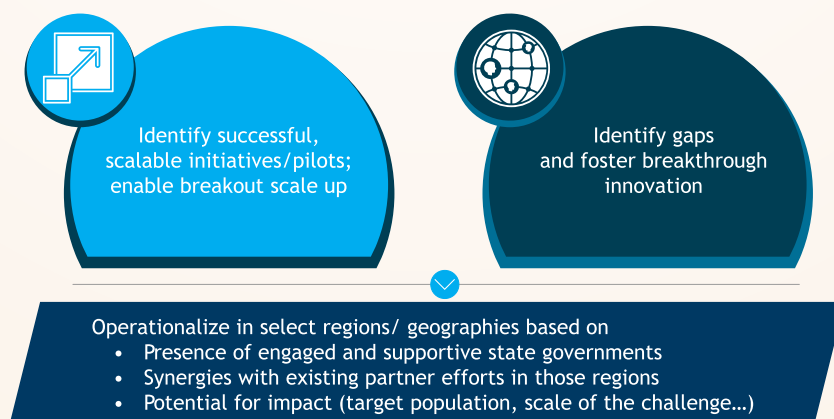 Identify successful,
scalable initiatives/pilots;
enable breakout scale up
Identify gaps
and foster breakthrough
innovation
Operationalize in select regions/ geographies based on
• Presence of engaged and supportive state governments
• Synergies with existing partner efforts in those regions
• Potential for impact (target population, scale of the challenge…)